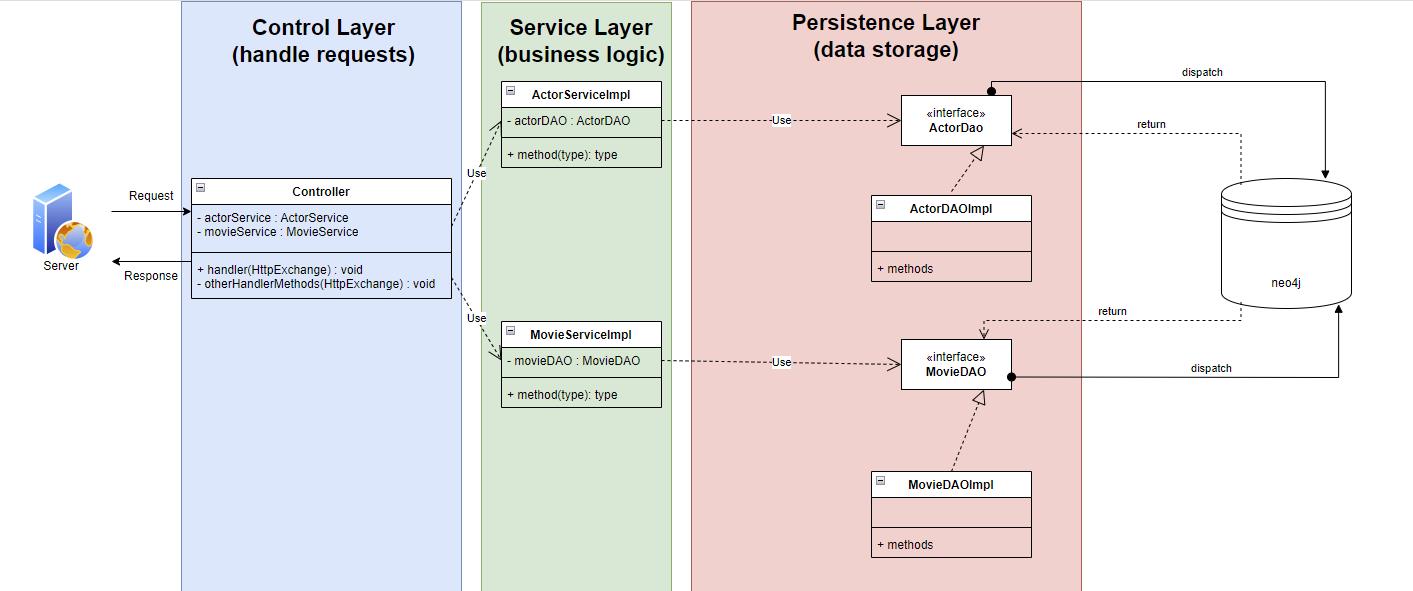 Control Layer
(handle requests)
Service Layer
(business logic)
Persistence Layer
(data storage)
dispatch
ActorServiceImpl
- actorDAO : ActorDAO
+ method(type): type
Use
«interface»
ActorDao
return
Use
Request
Controller
- actorService : ActorService
- movieService : MovieService
+ handler(HttpExchange) : void
- otherHandlerMethods(HttpExchange) : void
Server
Response
ActorDAOImpl
+ methods
neo4j
Use
MovieServiceImpl
- movieDAO : MovieDAO
+ method(type): type
Use
return
«interface»
MovieDAO
dispatch
MovieDAOImpl
+ methods